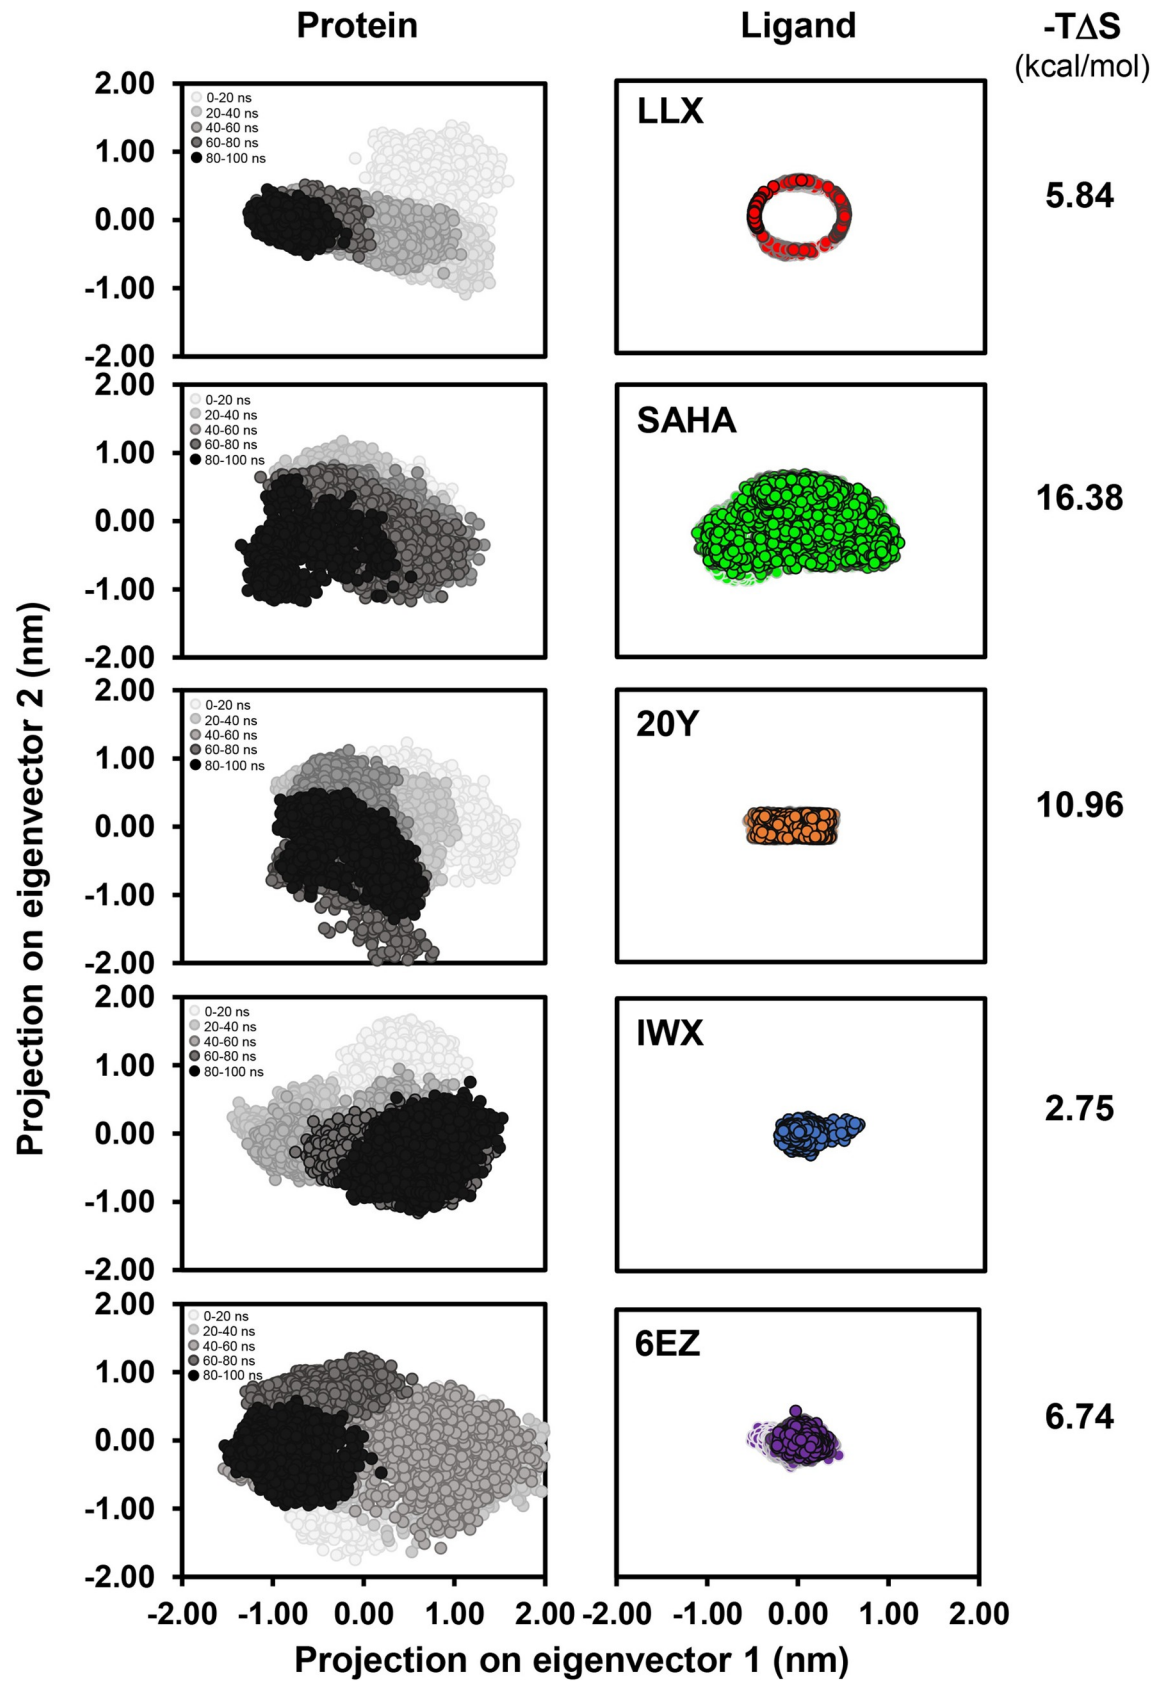 Protein
Ligand
-TΔS
(kcal/mol)
Projection on eigenvector 2 (nm)
2.00
1.00
0.00
-1.00
-2.00
0-20 ns
20-40 ns
40-60 ns
60-80 ns
80-100 ns
LLX
5.84
2.00
1.00
0.00
-1.00
-2.00
0-20 ns
20-40 ns
40-60 ns
60-80 ns
80-100 ns
SAHA
16.38
2.00
1.00
0.00
-1.00
-2.00
0-20 ns
20-40 ns
40-60 ns
60-80 ns
80-100 ns
20Y
10.96
2.00
1.00
0.00
-1.00
-2.00
0-20 ns
20-40 ns
40-60 ns
60-80 ns
80-100 ns
IWX
2.75
2.00
1.00
0.00
-1.00
-2.00
0-20 ns
20-40 ns
40-60 ns
60-80 ns
80-100 ns
6EZ
6.74
-2.00 -1.00 0.00 1.00 2.00 -2.00 -1.00 0.00 1.00 2.00
Projection on eigenvector 1 (nm)